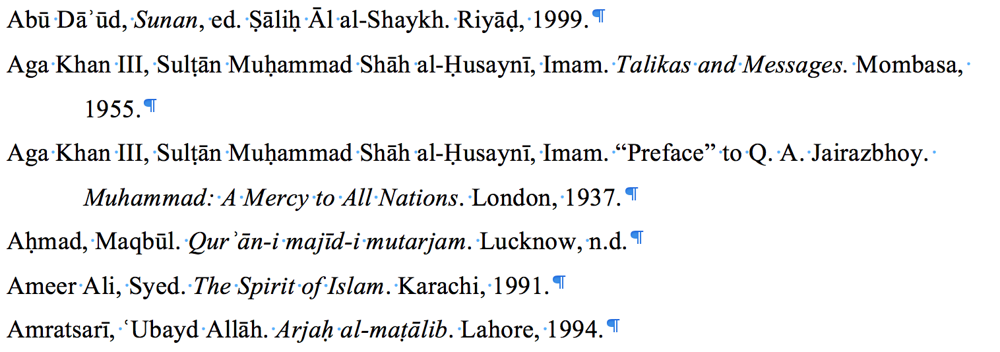 Abū Dāʾūd, Sunan, ed. Ṣāliḥ Āl al-Shaykh. Riyāḍ, 1999.¶
Aga Khan III, Sulṭān Muḥammad Shāh al-Ḥusaynī, Imam. Talikas and Messages. Mombasa,
1955.¶
Aga Khan III, Sulṭān Muḥammad Shāh al-Ḥusaynī, Imam. “Preface” to Q. A. Jairazbhoy.
Muhammad: A Mercy to All Nations. London, 1937.¶
Aḥmad, Maqbūl. Qurʾān-i majīd-i mutarjam. Lucknow, n.d.¶
Ameer Ali, Syed. The Spirit of Islam. Karachi, 1991.¶
Amratsarī, ʿUbayd Allāh. Arjaḥ al-maṭālib. Lahore, 1994.¶